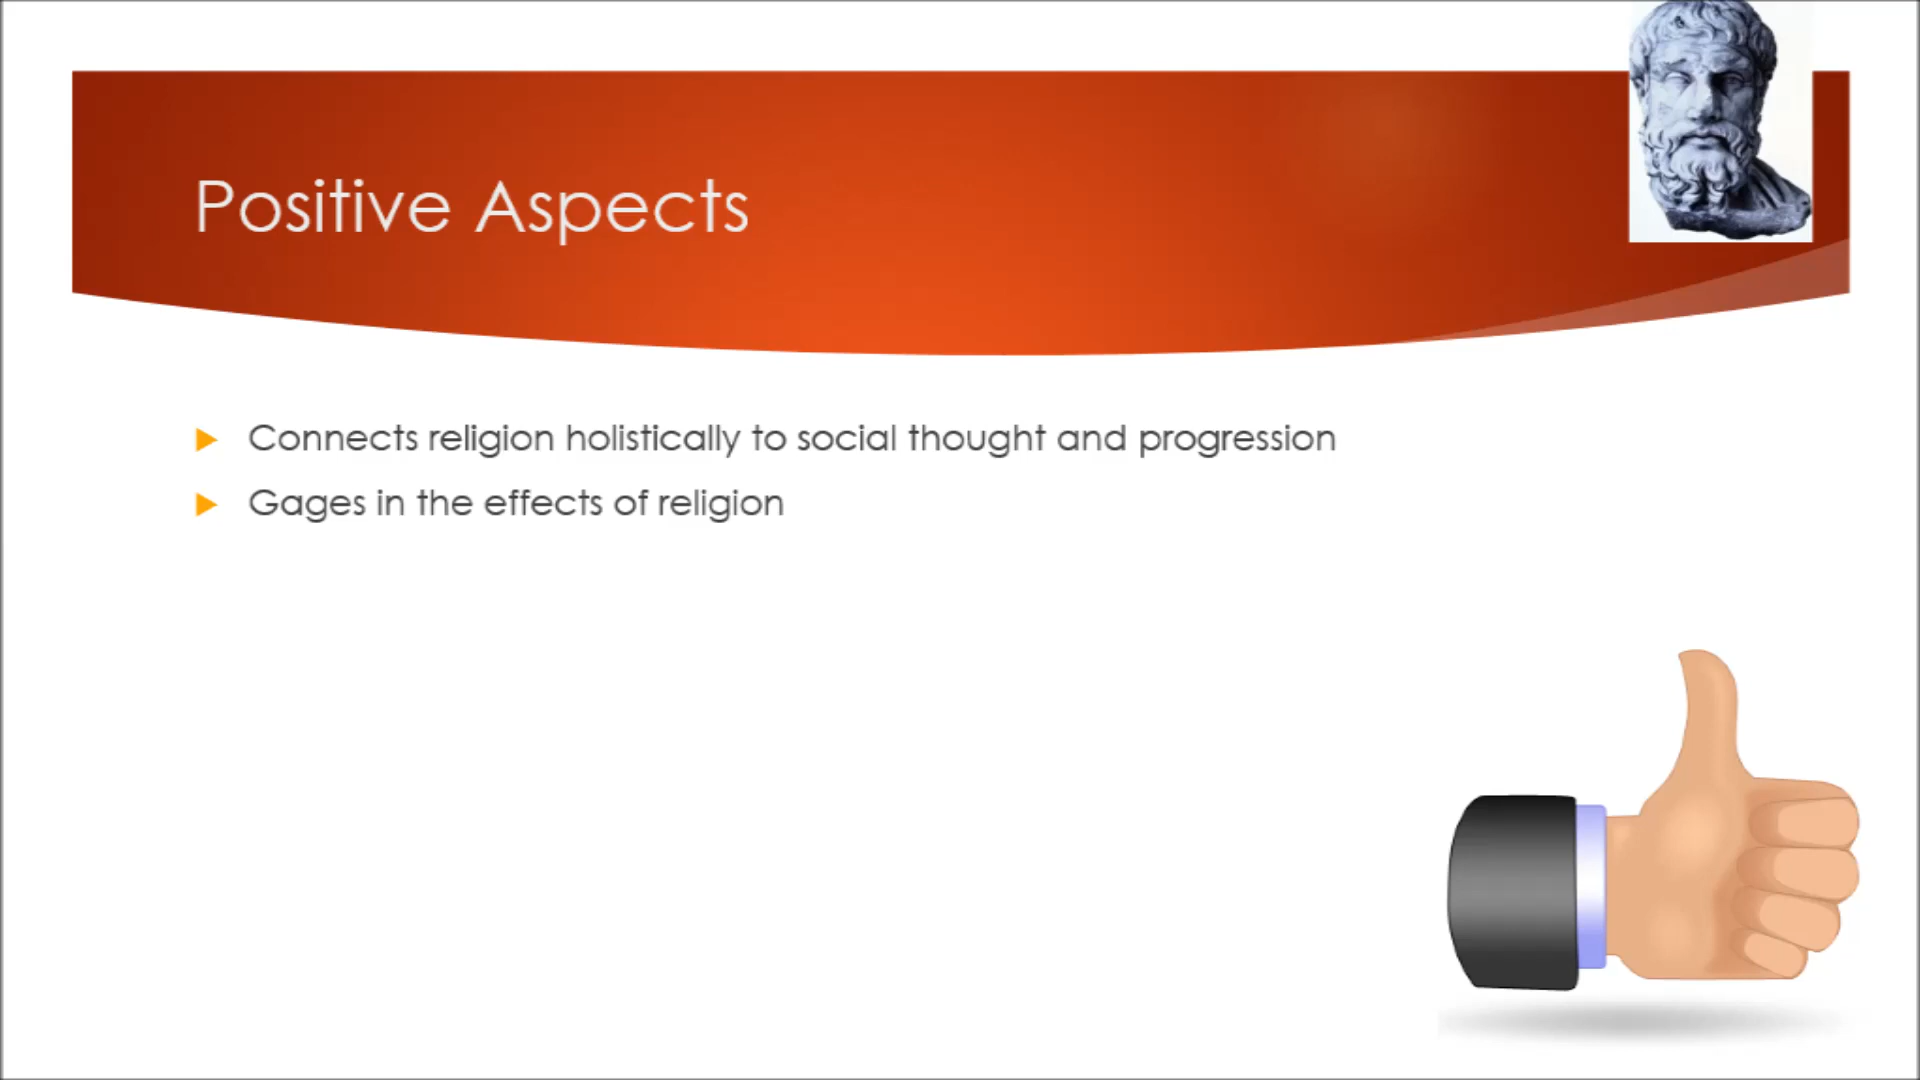 Positive Aspects
Connects religion holistically to social thought and progression
Gages in the effects of religion